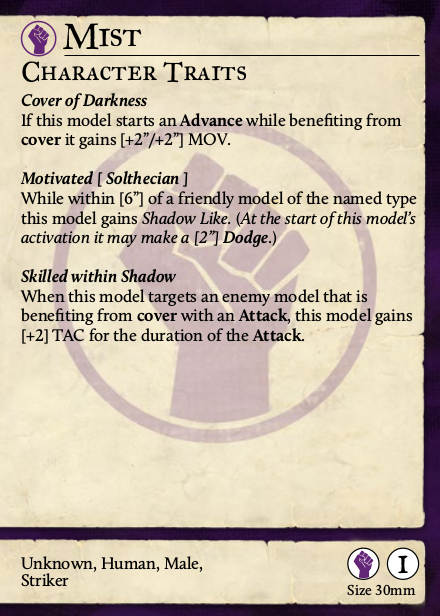 Mist
Character Traits
Cover of Darkness
If this model starts an Advance while benefiting from
cover it gains [+2”/+2”] MOV.
Motivated [ Solthecian ]
While within [6”] of a friendly model of the named type
this model gains Shadow Like. (At the start of this model’s
activation it may make a [2”] Dodge.)
Skilled within Shadow
When this model targets an enemy model that is
benefiting from cover with an Attack, this model gains
[+2] TAC for the duration of the Attack.
Unknown, Human, Male,
Striker
I
Size 30mm